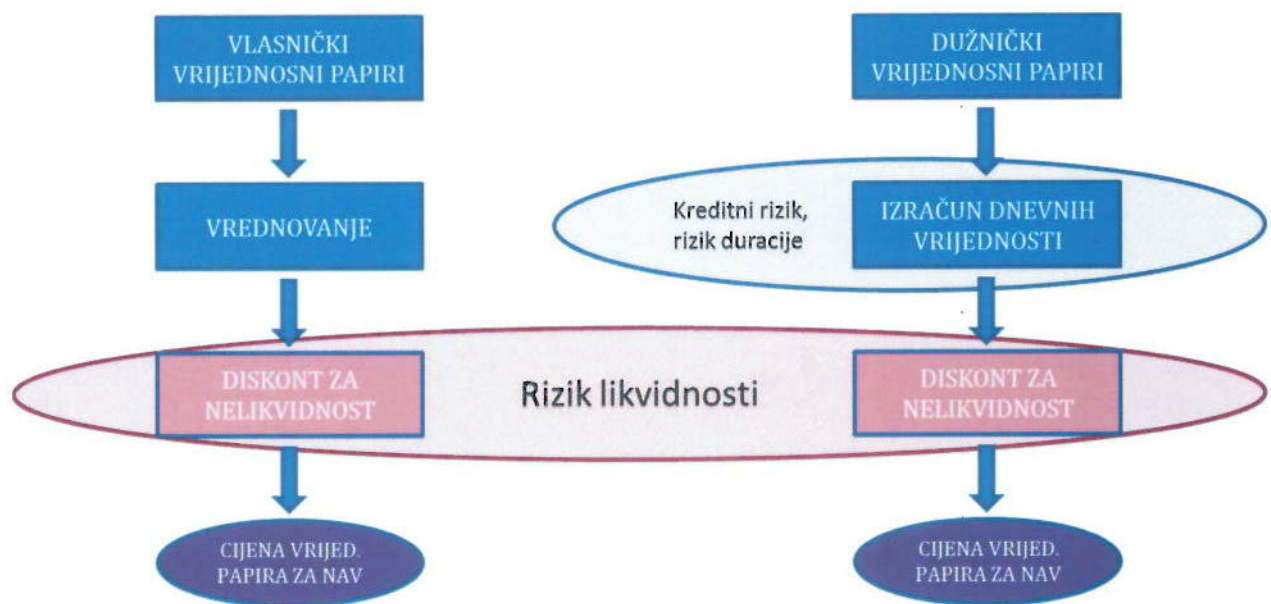 VLASNIČKI
VRIJEDNOSNI PAPIRI
DUŽNIČKI
VRIJEDNOSNI PAPIRI
VREDNOVANJE
Kreditni rizik,
rizik duracije
IZRAČUN DNEVNIH
VRIJEDNOSTI
DISKONT ZA
NELIKVIDNOST
Rizik likvidnosti
DISKONT ZA
NELIKVIDNOST
CIJENA VRIJED.
PAPIRA ZA NAV
CIJENA VRIJED.
PAPIRA ZA NAV